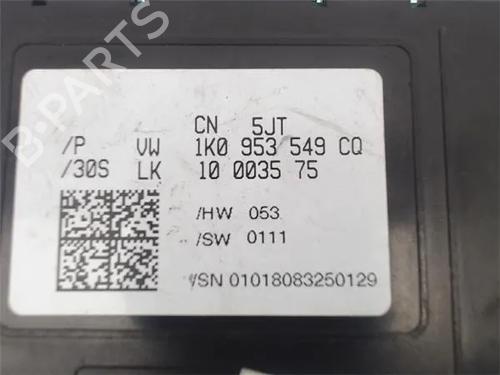 CN 5JT
/P VW 1K0 953 549 CQ
/30S LK 10 0035 75
/HW 053
/SW 0111
/SN 01018083250129
B-PARTS